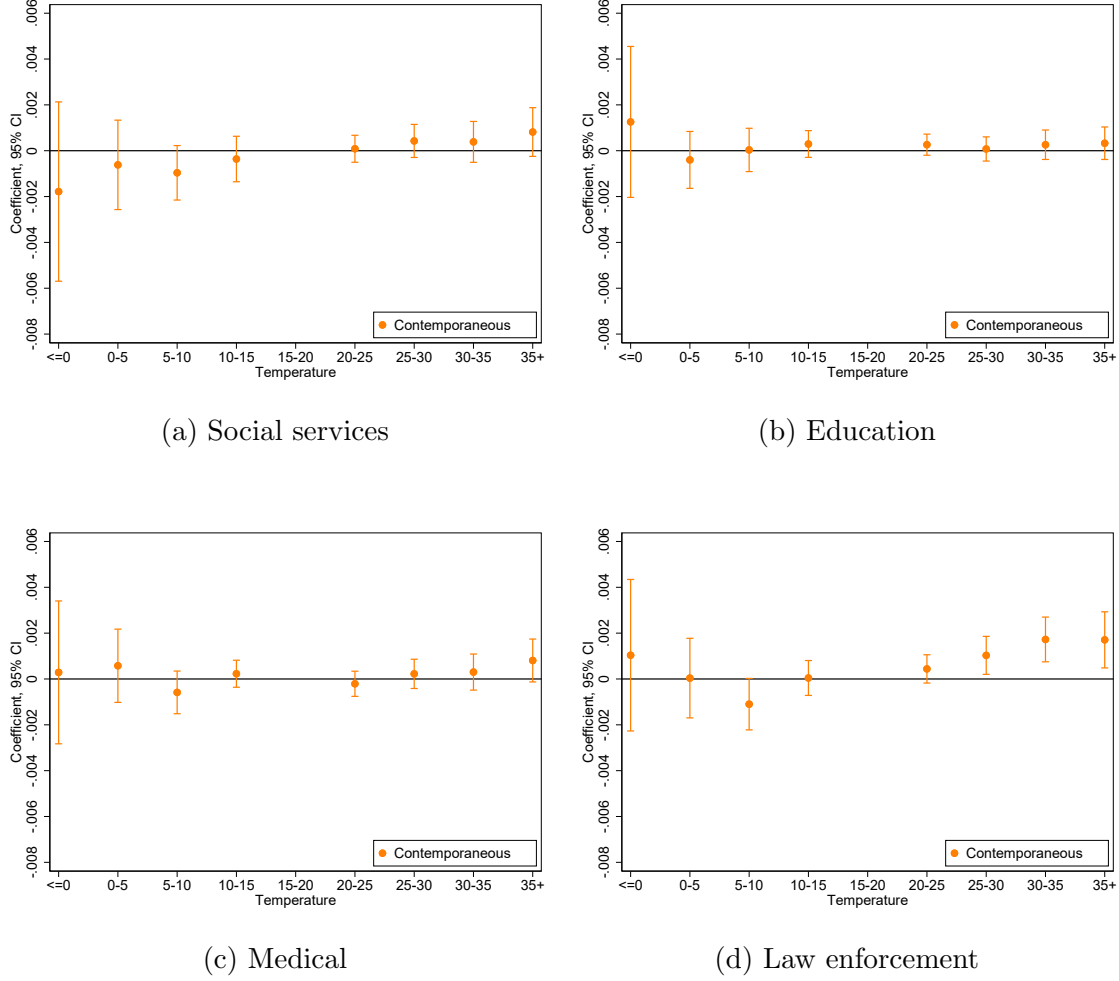 .006
.004
.002
0
-.002
-.004
-.006
-.008
Coefficient, 95% CI
Contemporaneous
<=0 0-5 5-10 10-15 15-20 20-25 25-30 30-35 35+
Temperature
(a) Social services
.006
.004
.002
0
-.002
-.004
-.006
-.008
Coefficient, 95% CI
Contemporaneous
<=0 0-5 5-10 10-15 15-20 20-25 25-30 30-35 35+
Temperature
(b) Education
.006
.004
.002
0
-.002
-.004
-.006
-.008
Coefficient, 95% CI
Contemporaneous
<=0 0-5 5-10 10-15 15-20 20-25 25-30 30-35 35+
Temperature
(c) Medical
.006
.004
.002
0
-.002
-.004
-.006
-.008
Coefficient, 95% CI
Contemporaneous
<=0 0-5 5-10 10-15 15-20 20-25 25-30 30-35 35+
Temperature
(d) Law enforcement